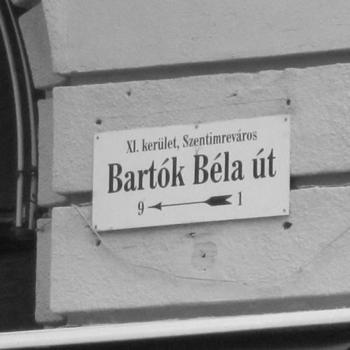 XI. kerület, Szentimreváros
Bartók Béla út
9 1